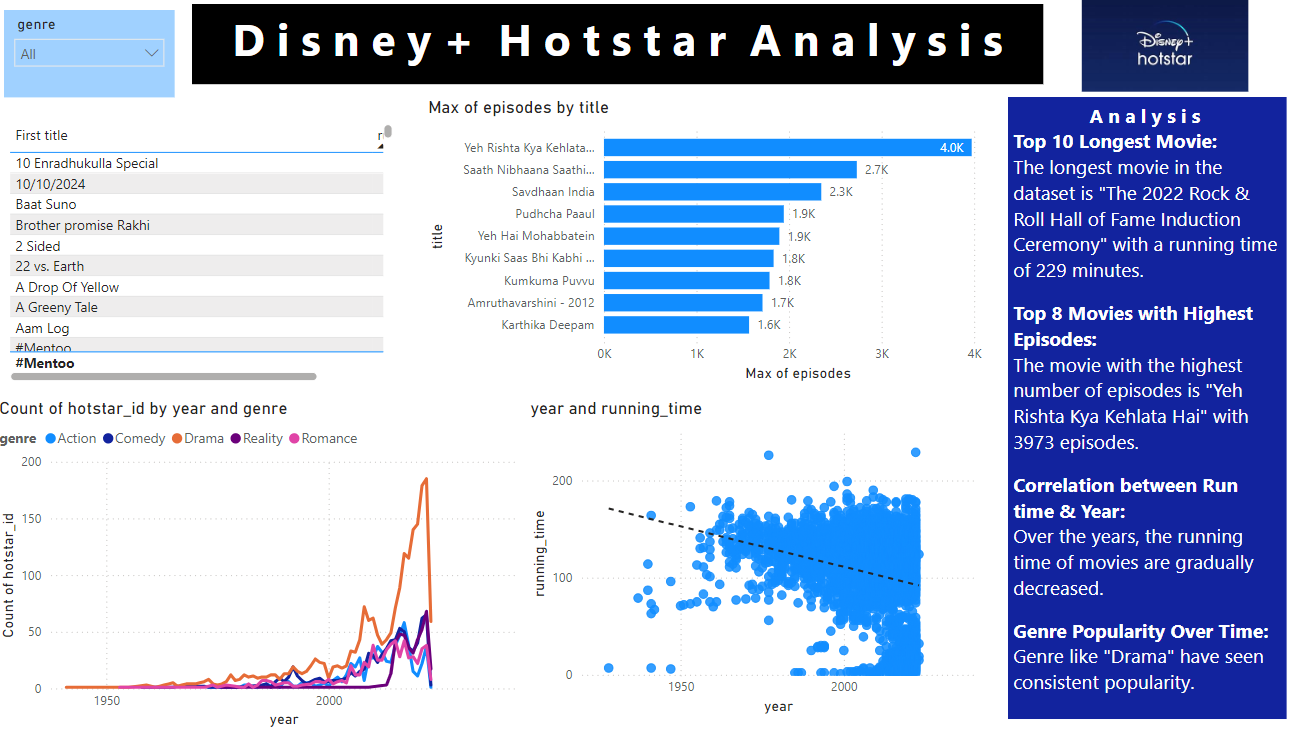 genre
All
Disney+ Hotstar Analysis
Disney+
hotstar
First title
10 Enradhukulla Special
10/10/2024
Baat Suno
Brother promise Rakhi
2 Sided
22 vs. Earth
A Drop Of Yellow
A Greeny Tale
Aam Log
#Mentoo
#Mentoo
Max of episodes by title
title
Yeh Rishta Kya Kehlata... 4.0K
Saath Nibhaana Saathi... 2.7K
Savdhaan India 2.3K
Pudhcha Paaul 1.9K
Yeh Hai Mohabbatein 1.9K
Kyunki Saas Bhi Kabhi ... 1.8K
Kumkuma Puvvu 1.8K
Amruthavarshini - 2012 1.7K
Karthika Deepam 1.6K
0K 1K 2K 3K 4K
Max of episodes
Count of hotstar_id by year and genre
genre Action Comedy Drama Reality Romance
Count of hotstar_id
200
150
100
50
0
1950 2000
year
year and running_time
running_time
200
100
0
1950 2000
year
Analysis
Top 10 Longest Movie:
The longest movie in the
dataset is "The 2022 Rock &
Roll Hall of Fame Induction
Ceremony" with a running time
of 229 minutes.
Top 8 Movies with Highest
Episodes:
The movie with the highest
number of episodes is "Yeh
Rishta Kya Kehlata Hai" with
3973 episodes.
Correlation between Run
time & Year:
Over the years, the running
time of movies are gradually
decreased.
Genre Popularity Over Time:
Genre like "Drama" have seen
consistent popularity.